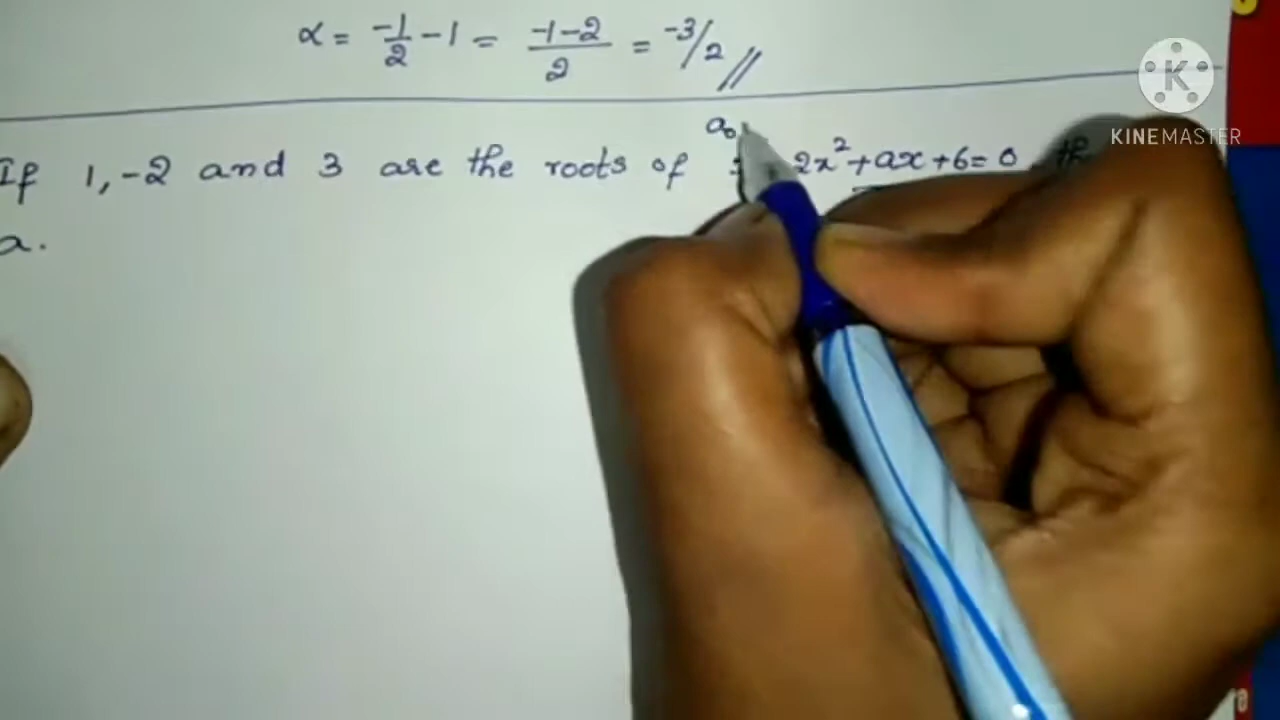 α = -1/2 - 1 = -1-2/2 = -3/2 //
a₀
If 1, -2 and 3 are the roots of 2x² + ax + 6 = 0
a.
K
KINEMASTER